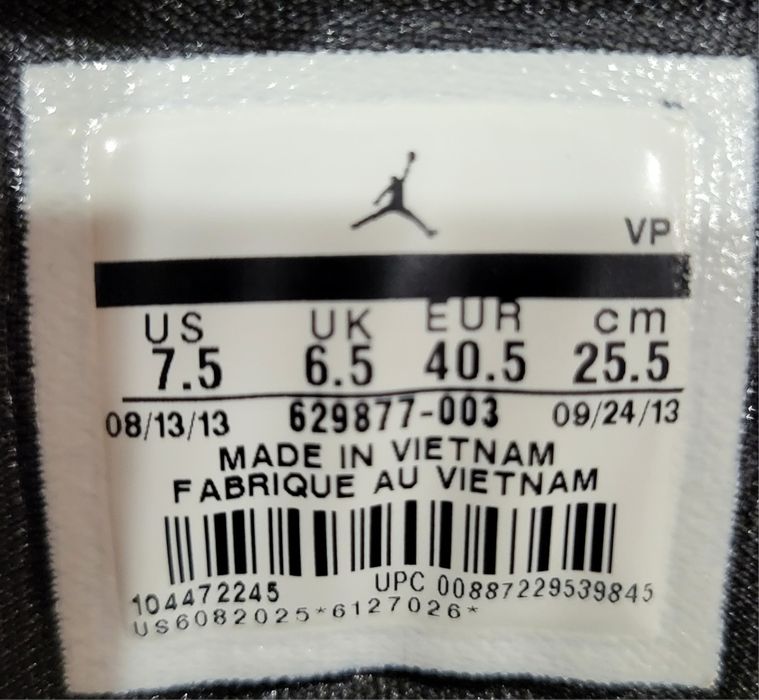 VP
US UK EUR cm
7.5 6.5 40.5 25.5
08/13/13 629877-003 09/24/13
MADE IN VIETNAM
FABRIQUE AU VIETNAM
104472245 UPC 00887229539845
US6082025*6127026*